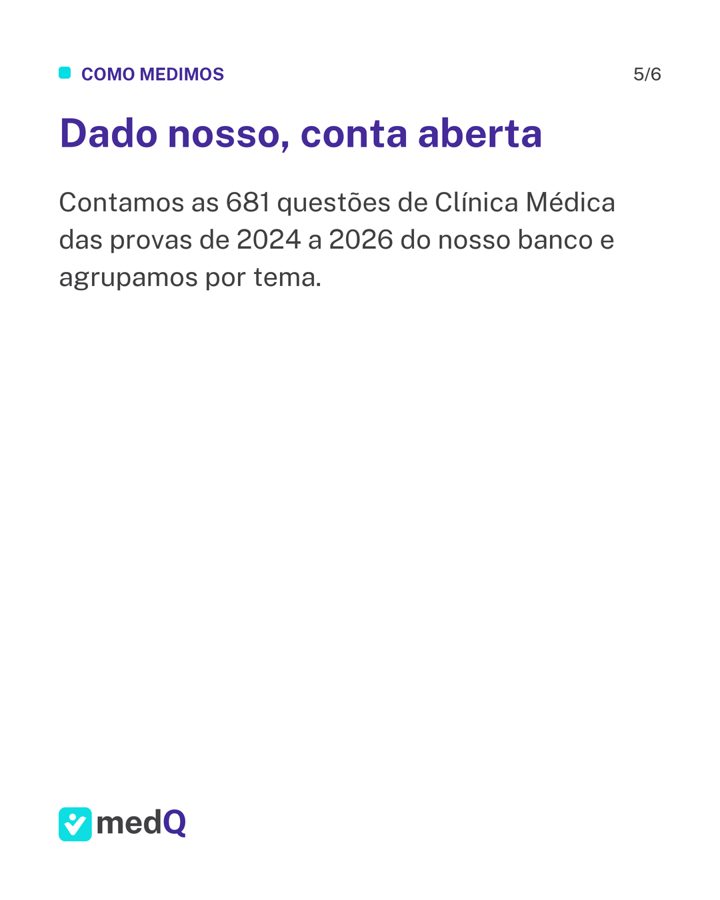 COMO MEDIMOS
5/6
Dado nosso, conta aberta
Contamos as 681 questões de Clínica Médica
das provas de 2024 a 2026 do nosso banco e
agrupamos por tema.
medQ